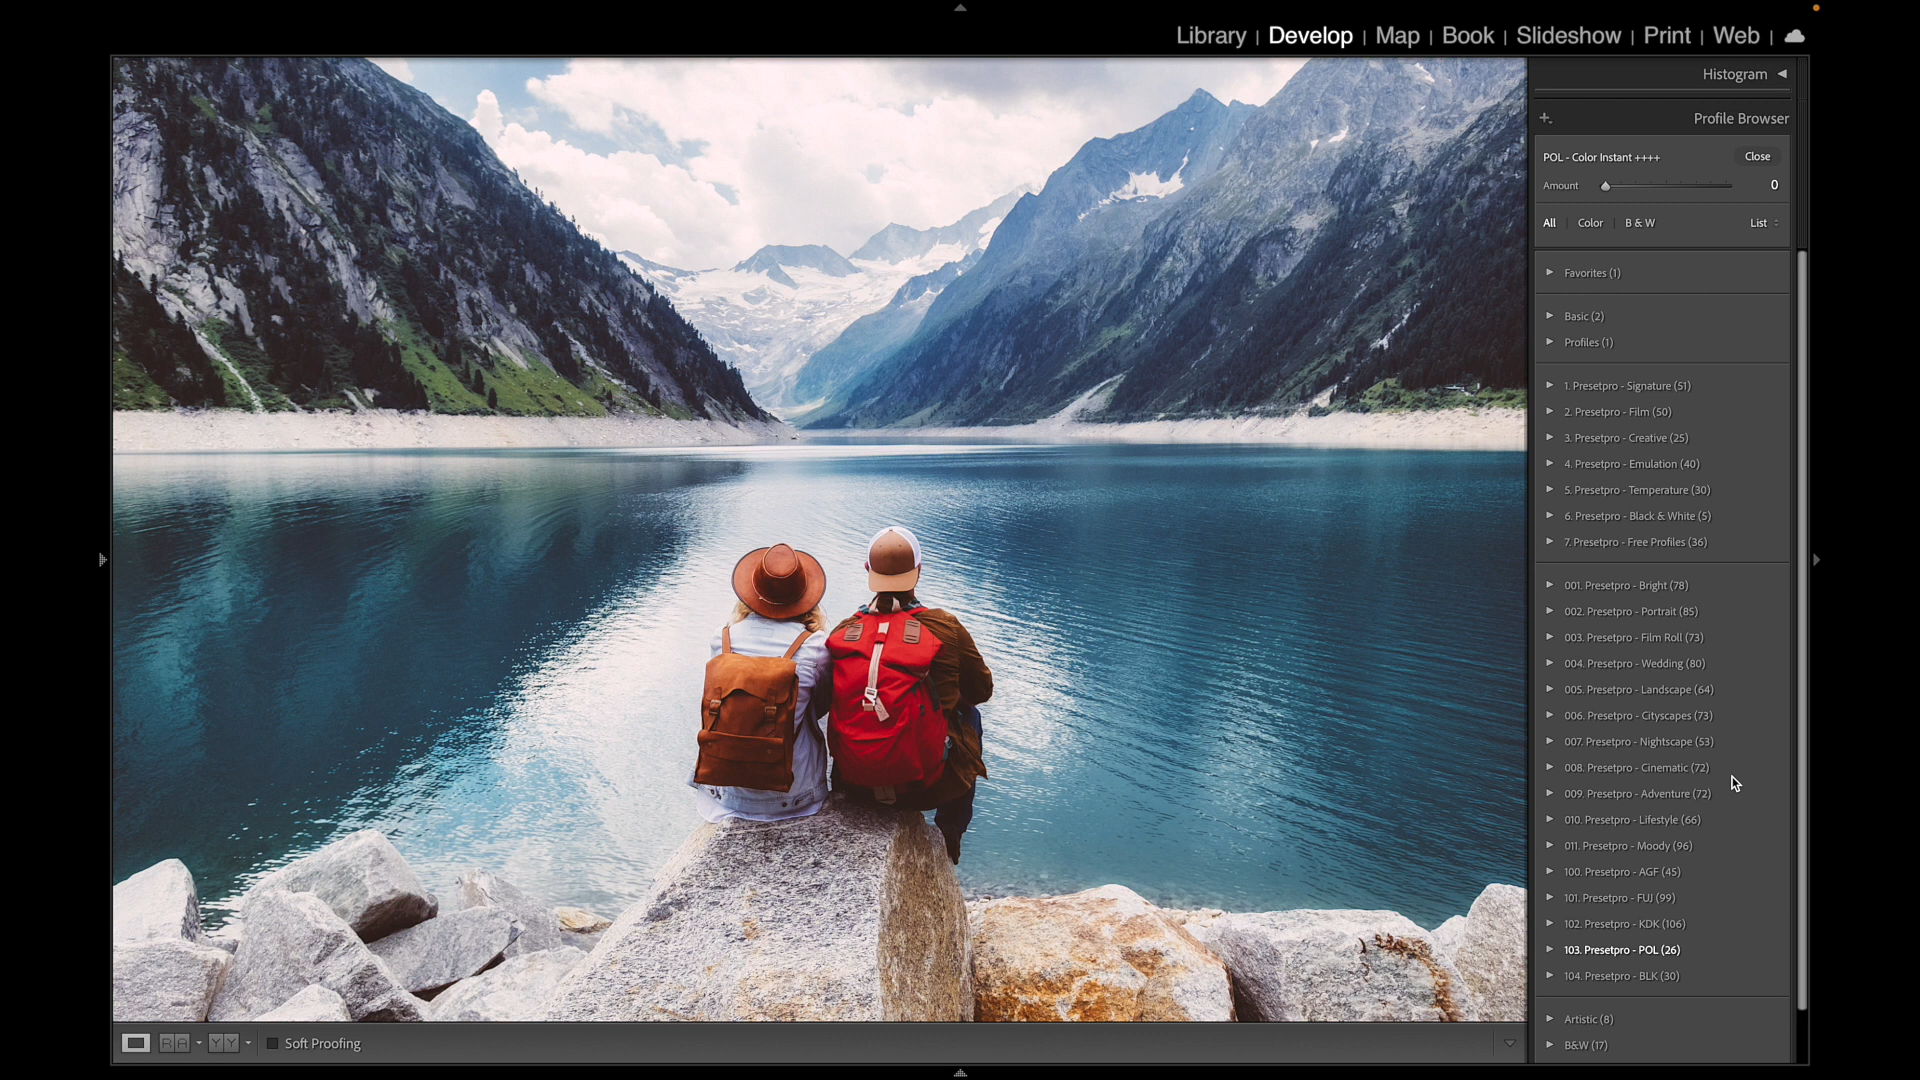 Library | Develop | Map | Book | Slideshow | Print | Web |
Histogram
Profile Browser
POL - Color Instant ++++ Close
Amount 0
All | Color | B & W List
Favorites (1)
Basic (2)
Profiles (1)
1. Presetpro - Signature (51)
2. Presetpro - Film (50)
3. Presetpro - Creative (25)
4. Presetpro - Emulation (40)
5. Presetpro - Temperature (30)
6. Presetpro - Black & White (5)
7. Presetpro - Free Profiles (36)
001. Presetpro - Bright (78)
002. Presetpro - Portrait (85)
003. Presetpro - Film Roll (73)
004. Presetpro - Wedding (80)
005. Presetpro - Landscape (64)
006. Presetpro - Cityscapes (73)
007. Presetpro - Nightscape (53)
008. Presetpro - Cinematic (72)
009. Presetpro - Adventure (72)
010. Presetpro - Lifestyle (66)
011. Presetpro - Moody (96)
100. Presetpro - AGF (45)
101. Presetpro - FUJ (99)
102. Presetpro - KDK (106)
103. Presetpro - POL (26)
104. Presetpro - BLK (30)
Artistic (8)
B&W (17)
R A Y Y Soft Proofing